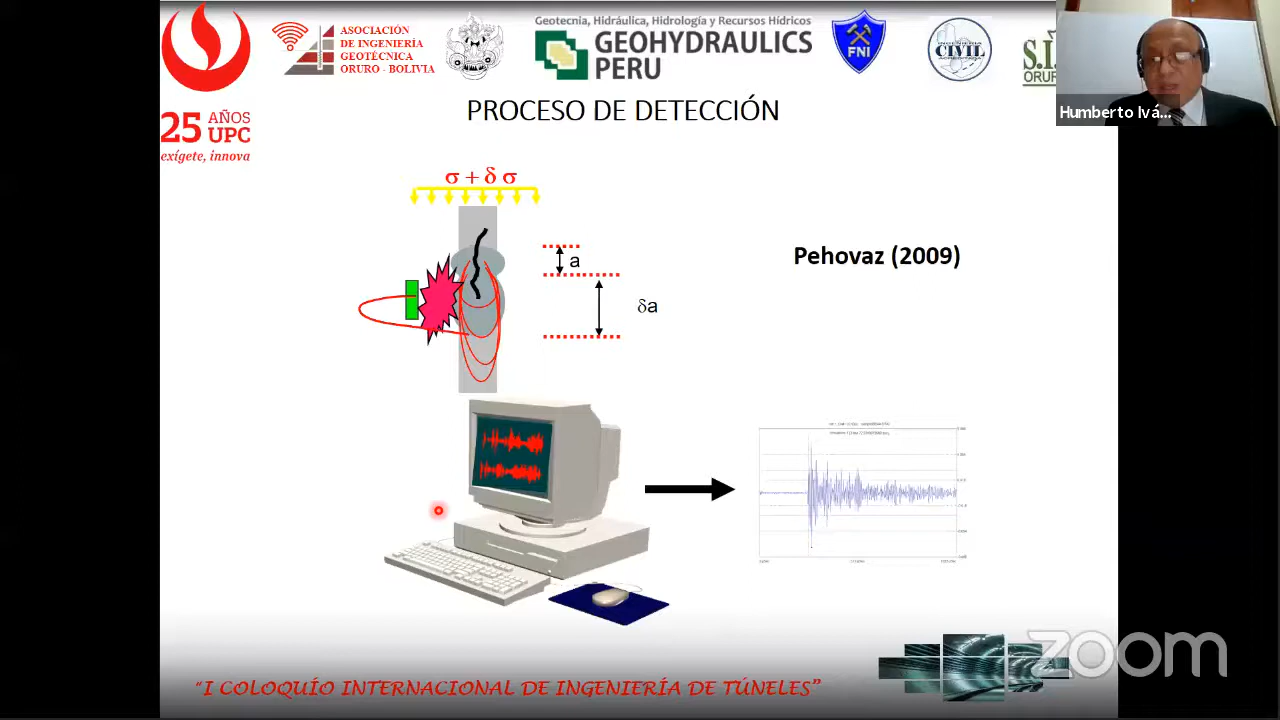 ASOCIACIÓN
DE INGENIERÍA
GEOTÉCNICA
ORURO - BOLIVIA
Geotecnia, Hidráulica, Hidrología y Recursos Hídricos
GEOHYDRAULICS
PERU
FNI
CIVIL
S.I.
ORUR
Humberto Ivá...
25 AÑOS
UPC
exígete, innova
PROCESO DE DETECCIÓN
σ + δ σ
a
δa
Pehovaz (2009)
zoom
“I COLOQUÍO INTERNACIONAL DE INGENIERÍA DE TÚNELES”